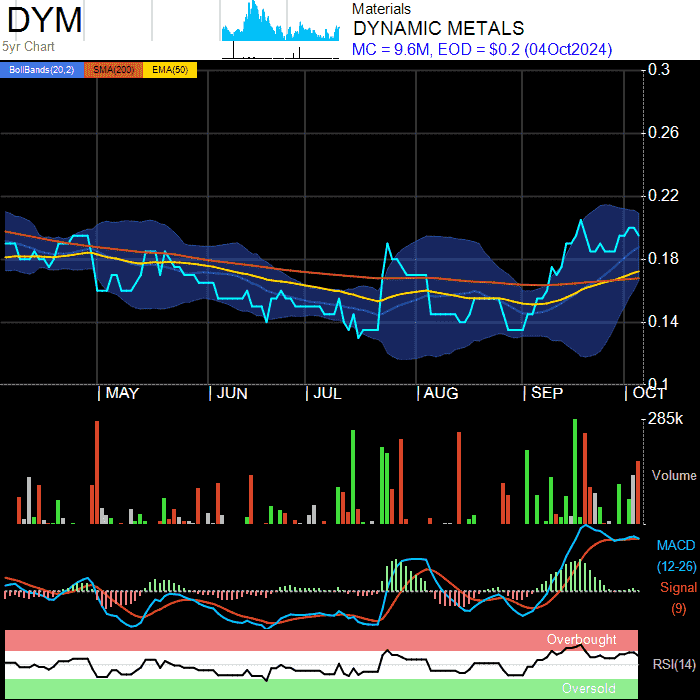 DYM
5yr Chart
Materials
DYNAMIC METALS
MC = 9.6M, EOD = $0.2 (04Oct2024)
BollBands(20,2) SMA(200) EMA(50)
0.3
0.26
0.22
0.18
0.14
0.1
| MAY | JUN | JUL | AUG | SEP | OCT
285k
Volume
MACD
(12-26)
Signal
(9)
Overbought
RSI(14)
Oversold